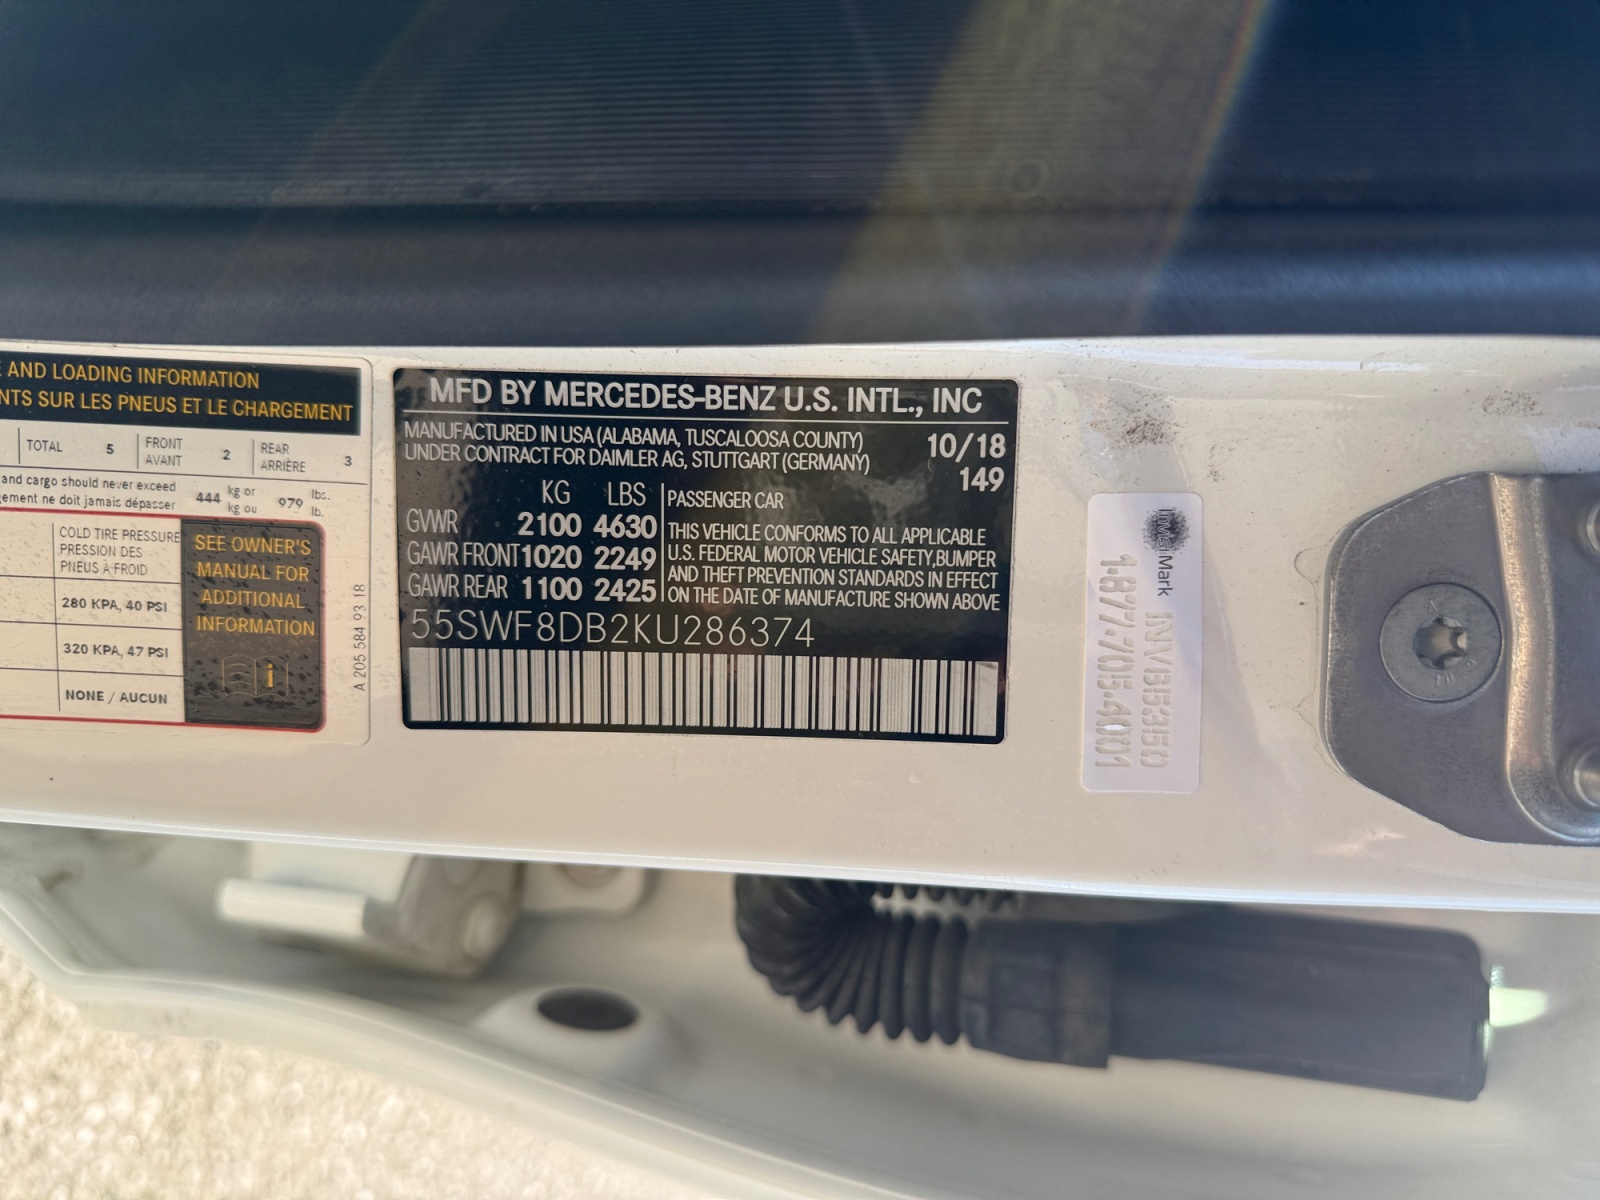 E AND LOADING INFORMATION
NTS SUR LES PNEUS ET LE CHARGEMENT
TOTAL 5 FRONT AVANT 2 REAR ARRIÈRE 3
and cargo should never exceed
gement ne doit jamais dépasser
444 kg or 979 lbs.
kg ou lb.
COLD TIRE PRESSURE
PRESSION DES
PNEUS À FROID
280 KPA, 40 PSI
320 KPA, 47 PSI
NONE / AUCUN
SEE OWNER'S
MANUAL FOR
ADDITIONAL
INFORMATION
i
A 205 584 93 18
MFD BY MERCEDES-BENZ U.S. INTL., INC
MANUFACTURED IN USA (ALABAMA, TUSCALOOSA COUNTY)
UNDER CONTRACT FOR DAIMLER AG, STUTTGART (GERMANY)
10/18
149
KG LBS
GVWR 2100 4630
GAWR FRONT 1020 2249
GAWR REAR 1100 2425
PASSENGER CAR
THIS VEHICLE CONFORMS TO ALL APPLICABLE
U.S. FEDERAL MOTOR VEHICLE SAFETY,BUMPER
AND THEFT PREVENTION STANDARDS IN EFFECT
ON THE DATE OF MANUFACTURE SHOWN ABOVE
55SWF8DB2KU286374
InvisiMark